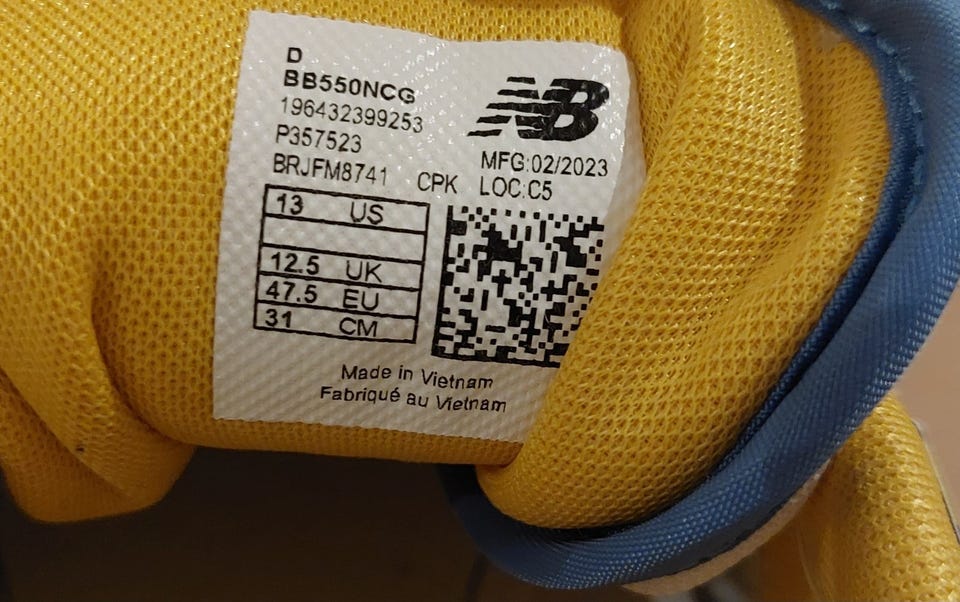 D
BB550NCG
196432399253
P357523
BRJFM8741 CPK
NB
MFG:02/2023
LOC:C5
13 US
12.5 UK
47.5 EU
31 CM
Made in Vietnam
Fabriqué au Vietnam